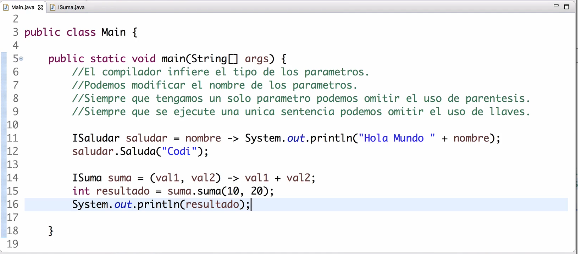 Main.java ISuma.java
2
3 public class Main {
4
5 public static void main(String[] args) {
6 //El compilador infiere el tipo de los parametros.
7 //Podemos modificar el nombre de los parametros.
8 //Siempre que tengamos un solo parametro podemos omitir el uso de parentesis.
9 //Siempre que se ejecute una unica sentencia podemos omitir el uso de llaves.
10
11 ISaludar saludar = nombre -> System.out.println("Hola Mundo " + nombre);
12 saludar.Saluda("Codi");
13
14 ISuma suma = (val1, val2) -> val1 + val2;
15 int resultado = suma.suma(10, 20);
16 System.out.println(resultado);
17
18 }
19